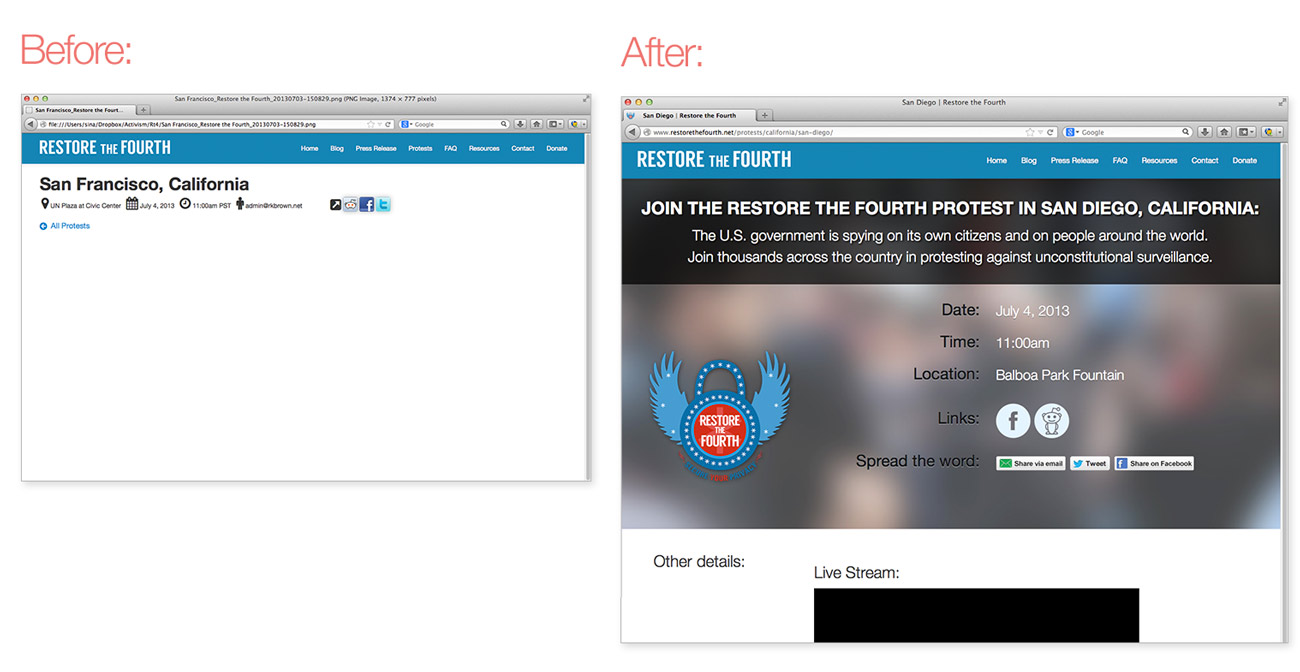 Before:
San Francisco_Restore the Fourth_20130703-150829.png (PNG Image, 1374 × 777 pixels)
San Francisco_Restore the Fourt...
file:///Users/sina/Dropbox/Activism/Rt4/San Francisco_Restore the Fourth_20130703-150829.png
Google
RESTORE THE FOURTH
Home Blog Press Release Protests FAQ Resources Contact Donate
San Francisco, California
UN Plaza at Civic Center July 4, 2013 11:00am PST admin@rkbrown.net
All Protests
After:
San Diego | Restore the Fourth
San Diego | Restore the Fourth
www.restorethefourth.net/protests/california/san-diego/
Google
RESTORE THE FOURTH
Home Blog Press Release FAQ Resources Contact Donate
JOIN THE RESTORE THE FOURTH PROTEST IN SAN DIEGO, CALIFORNIA:
The U.S. government is spying on its own citizens and on people around the world.
Join thousands across the country in protesting against unconstitutional surveillance.
Date: July 4, 2013
Time: 11:00am
Location: Balboa Park Fountain
Links:
Spread the word: Share via email Tweet Share on Facebook
RESTORE
THE
FOURTH
YOUR
Other details:
Live Stream: